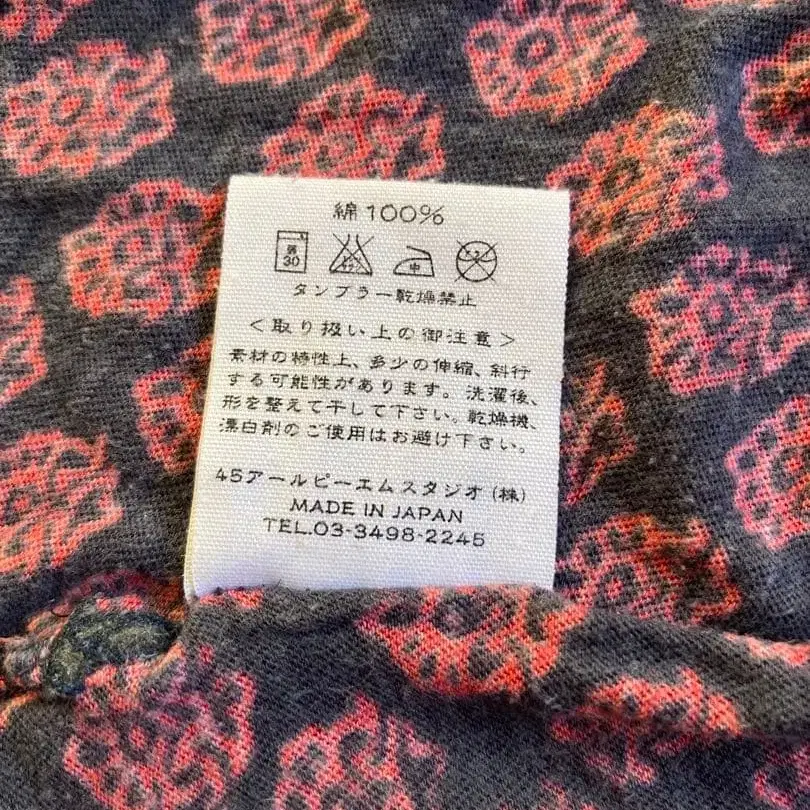 綿100%
弱
30
中
タンブラー乾燥禁止
<取り扱い上の御注意>
素材の特性上、多少の伸縮、斜行
する可能性があります。洗濯後、
形を整えて干して下さい。乾燥機、
漂白剤のご使用はお避け下さい。
45アールピーエムスタジオ(株)
MADE IN JAPAN
TEL.03-3498-2245